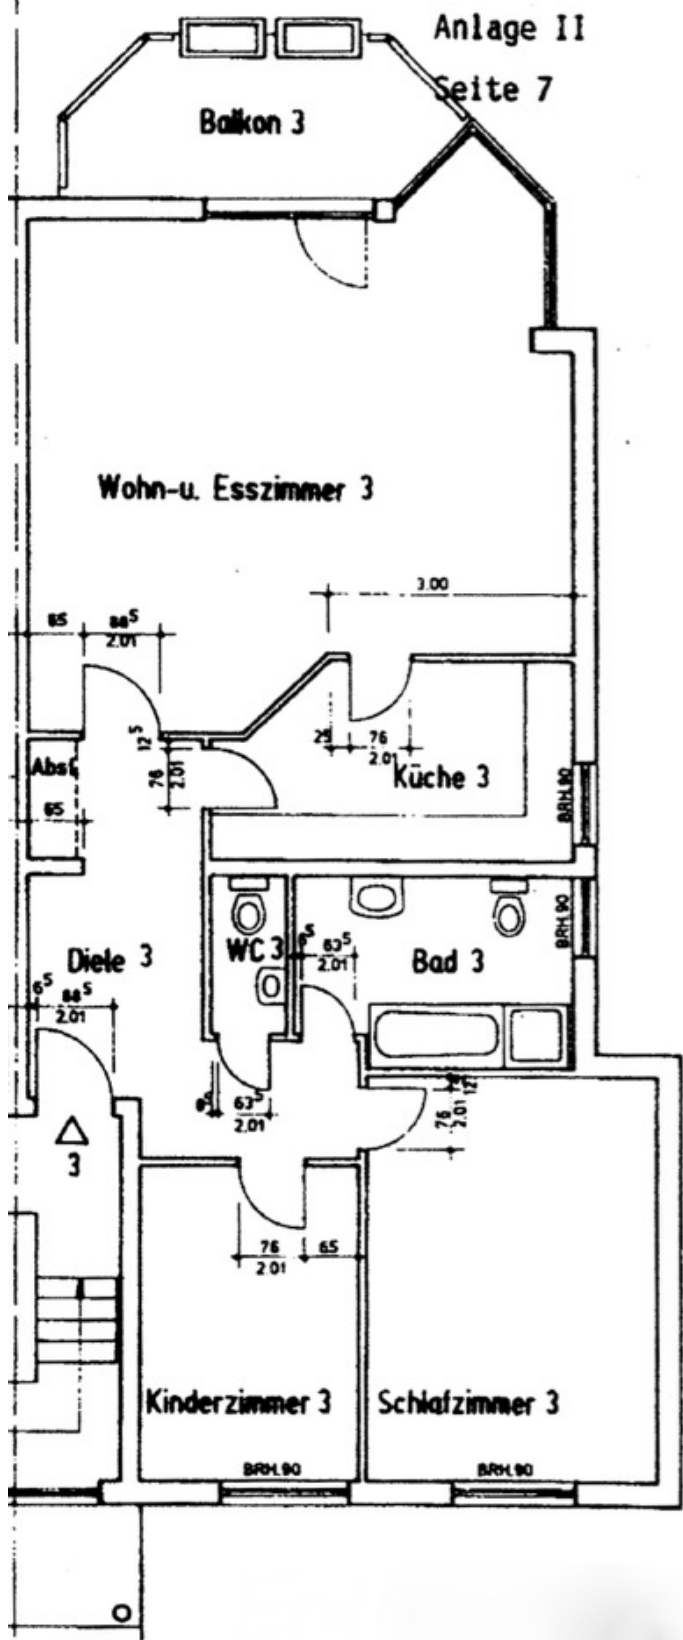 Anlage II
Seite 7
Balkon 3
Wohn-u. Esszimmer 3
3.00
65
88⁵
2.01
12⁵
76
2.01
25
76
2.01
Abst.
Küche 3
BRH.90
65
WC 3
6⁵
63⁵
2.01
Bad 3
BRH.90
Diele 3
6⁵
88⁵
2.01
63⁵
2.01
12⁵
76
2.01
3
76
2.01
65
Kinderzimmer 3
Schlafzimmer 3
BRH.90
BRH.90